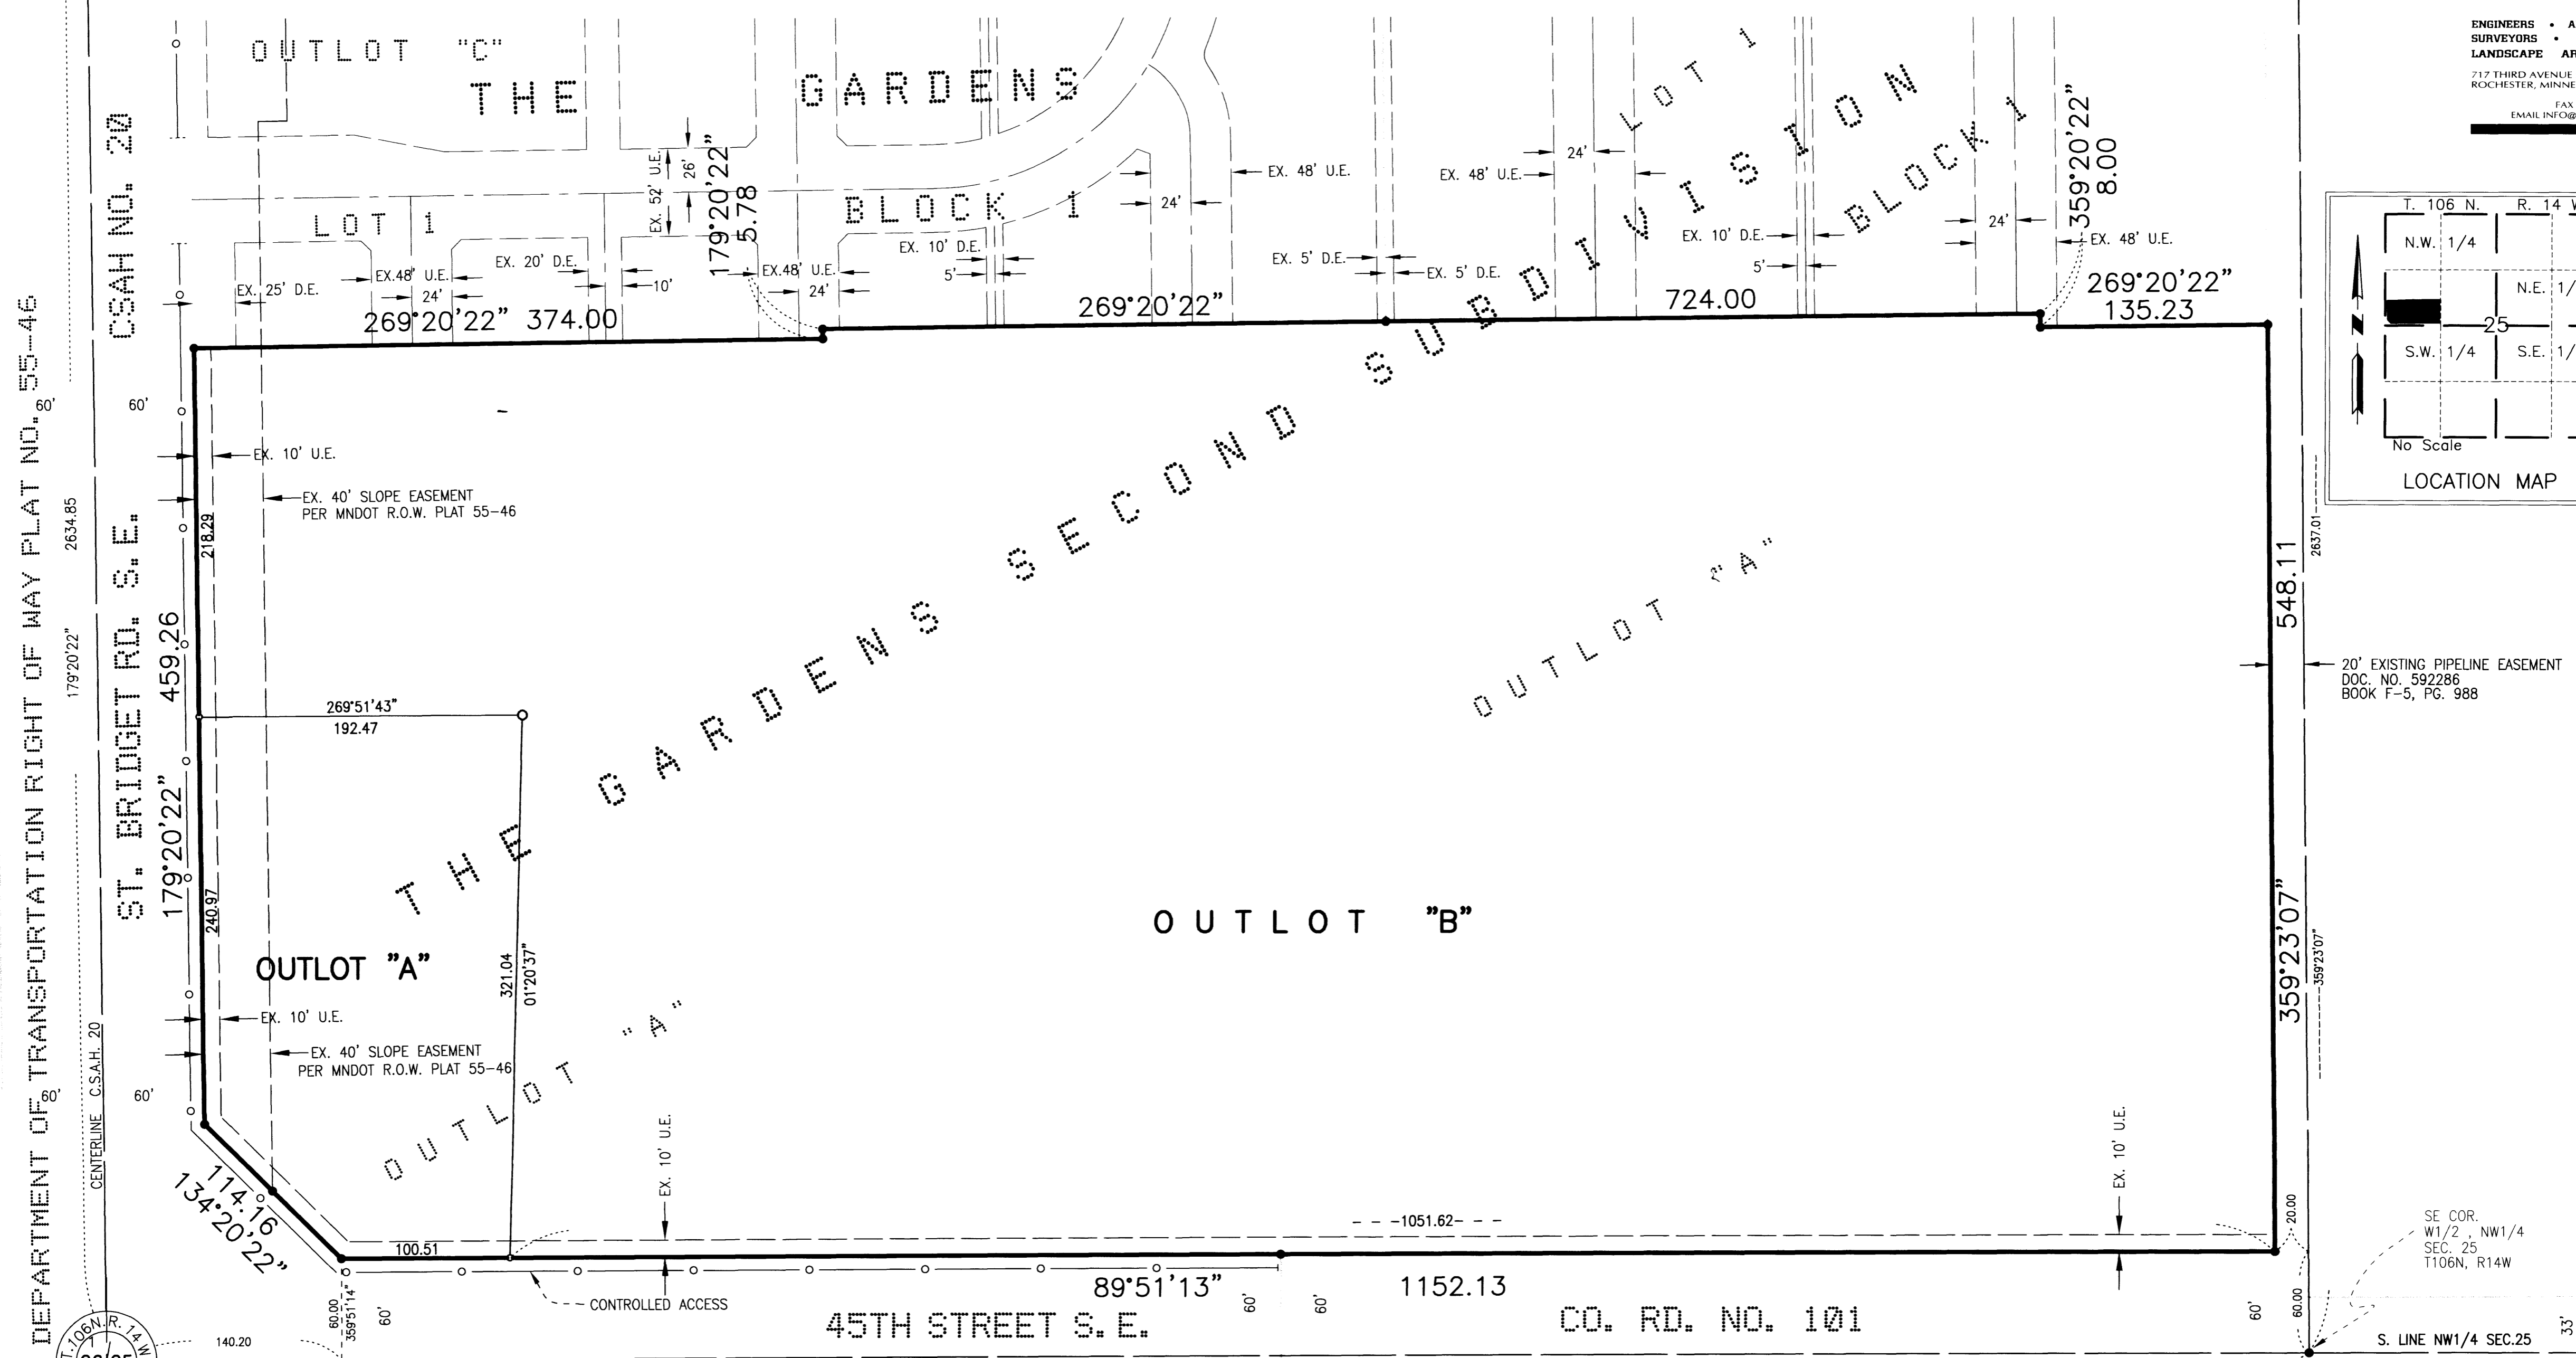 ENGINEERS •
SURVEYORS •
LANDSCAPE
717 THIRD AVENUE
ROCHESTER,
FAX
EMAIL
OUTLOT "C"
THE GARDENS
LOT 1
BLOCK 1
LOT 1
BLOCK 1
EX. 52' U.E.
26'
179°20'22"
5.78
EX. 48' U.E.
24'
EX. 48' U.E.
24'
24'
359°20'22"
8.00
EX. 48' U.E.
EX. 25' D.E.
EX.48' U.E.
24'
EX. 20' D.E.
10'
EX.48' U.E.
24'
EX. 10' D.E.
5'
EX. 5' D.E.
EX. 5' D.E.
EX. 10' D.E.
5'
269°20'22" 374.00
269°20'22"
724.00
269°20'22"
135.23
T. 106 N. R. 14
N.W. 1/4
N.E.
25
S.W. 1/4
S.E.
No Scale
LOCATION MAP
DEPARTMENT OF TRANSPORTATION RIGHT OF WAY PLAT NO. 55-46
60'
60'
2634.85
179°20'22"
CSAH NO. 20
ST. BRIDGET RD. S.E.
179°20'22" 459.26
218.29
EX. 10' U.E.
EX. 40' SLOPE EASEMENT
PER MNDOT R.O.W. PLAT 55-46
THE GARDENS SECOND SUBDIVISION
OUTLOT "A"
2637.01
548.11
359°23'07"
359°23'07"
20' EXISTING PIPELINE EASEMENT
DOC. NO. 592286
BOOK F-5, PG. 988
269°51'43"
192.47
240.97
OUTLOT "A"
321.04
01°20'37"
OUTLOT "B"
EX. 10' U.E.
EX. 40' SLOPE EASEMENT
PER MNDOT R.O.W. PLAT 55-46
OUTLOT "A"
CENTERLINE C.S.A.H. 20
60'
60'
114.16
134°20'22"
EX. 10' U.E.
EX. 10' U.E.
100.51
1051.62
20.00
89°51'13" 1152.13
CONTROLLED ACCESS
60.00
359°51'14"
60'
60'
60'
60'
60.00
45TH STREET S.E.
CO. RD. NO. 101
SE COR.
W1/2 , NW1/4
SEC. 25
T106N, R14W
140.20
T.106N.R.14W
S. LINE NW1/4 SEC.25
33'